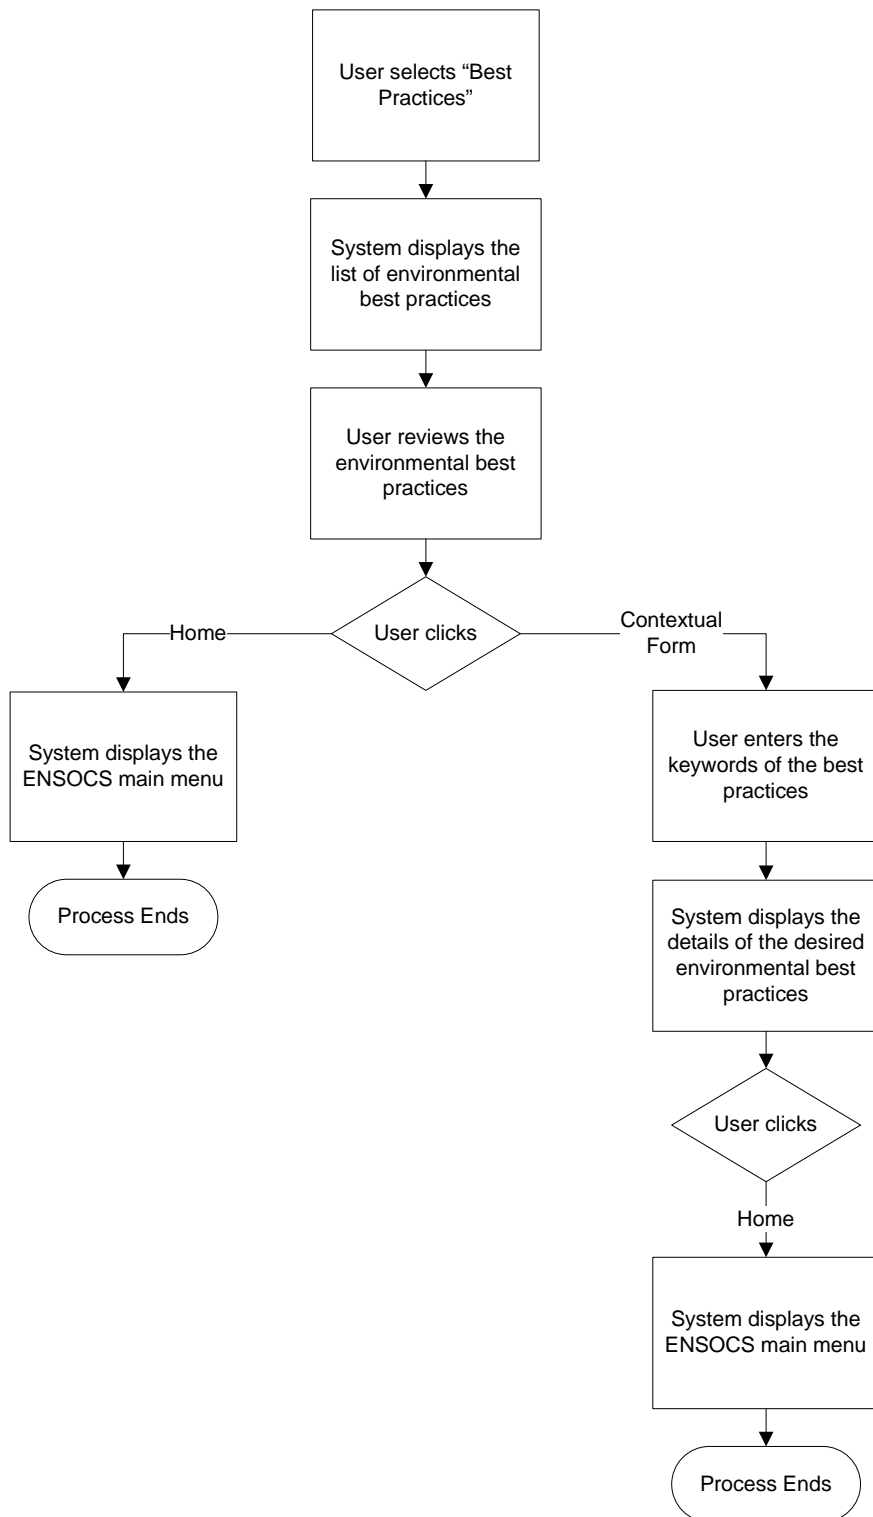 User selects “Best
Practices”
System displays the
list of environmental
best practices
User reviews the
environmental best
practices
User clicks
Home
Contextual
Form
System displays the
ENSOCS main menu
Process Ends
User enters the
keywords of the best
practices
System displays the
details of the desired
environmental best
practices
User clicks
Home
System displays the
ENSOCS main menu
Process Ends